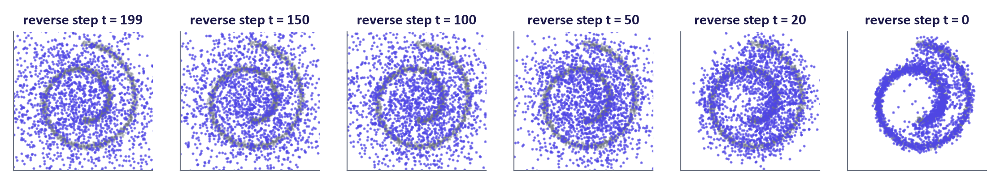 reverse step t = 199
reverse step t = 150
reverse step t = 100
reverse step t = 50
reverse step t = 20
reverse step t = 0